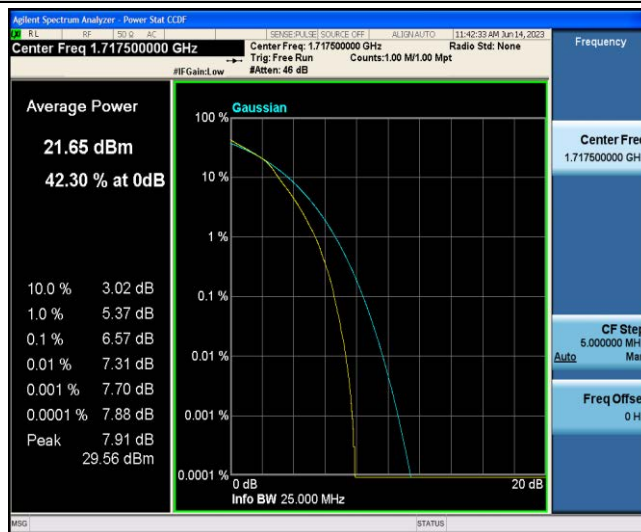 Agilent Spectrum Analyzer - Power Stat CCDF
RL RF 50 Ω AC SENSE:PULSE SOURCE OFF ALIGN AUTO 11:42:33 AM Jun 14, 2023
Center Freq 1.717500000 GHz Center Freq: 1.717500000 GHz Radio Std: None
Trig: Free Run Counts:1.00 M/1.00 Mpt
#IFGain:Low #Atten: 46 dB
Frequency
Average Power
21.65 dBm
42.30 % at 0dB
10.0 % 3.02 dB
1.0 % 5.37 dB
0.1 % 6.57 dB
0.01 % 7.31 dB
0.001 % 7.70 dB
0.0001 % 7.88 dB
Peak 7.91 dB
29.56 dBm
Gaussian
100 %
10 %
1 %
0.1 %
0.01 %
0.001 %
0.0001 %
0 dB 20 dB
Info BW 25.000 MHz
Center Fre
1.717500000 GH
CF Step
5.000000 MH
Auto Ma
Freq Offse
0 H
MSG STATUS